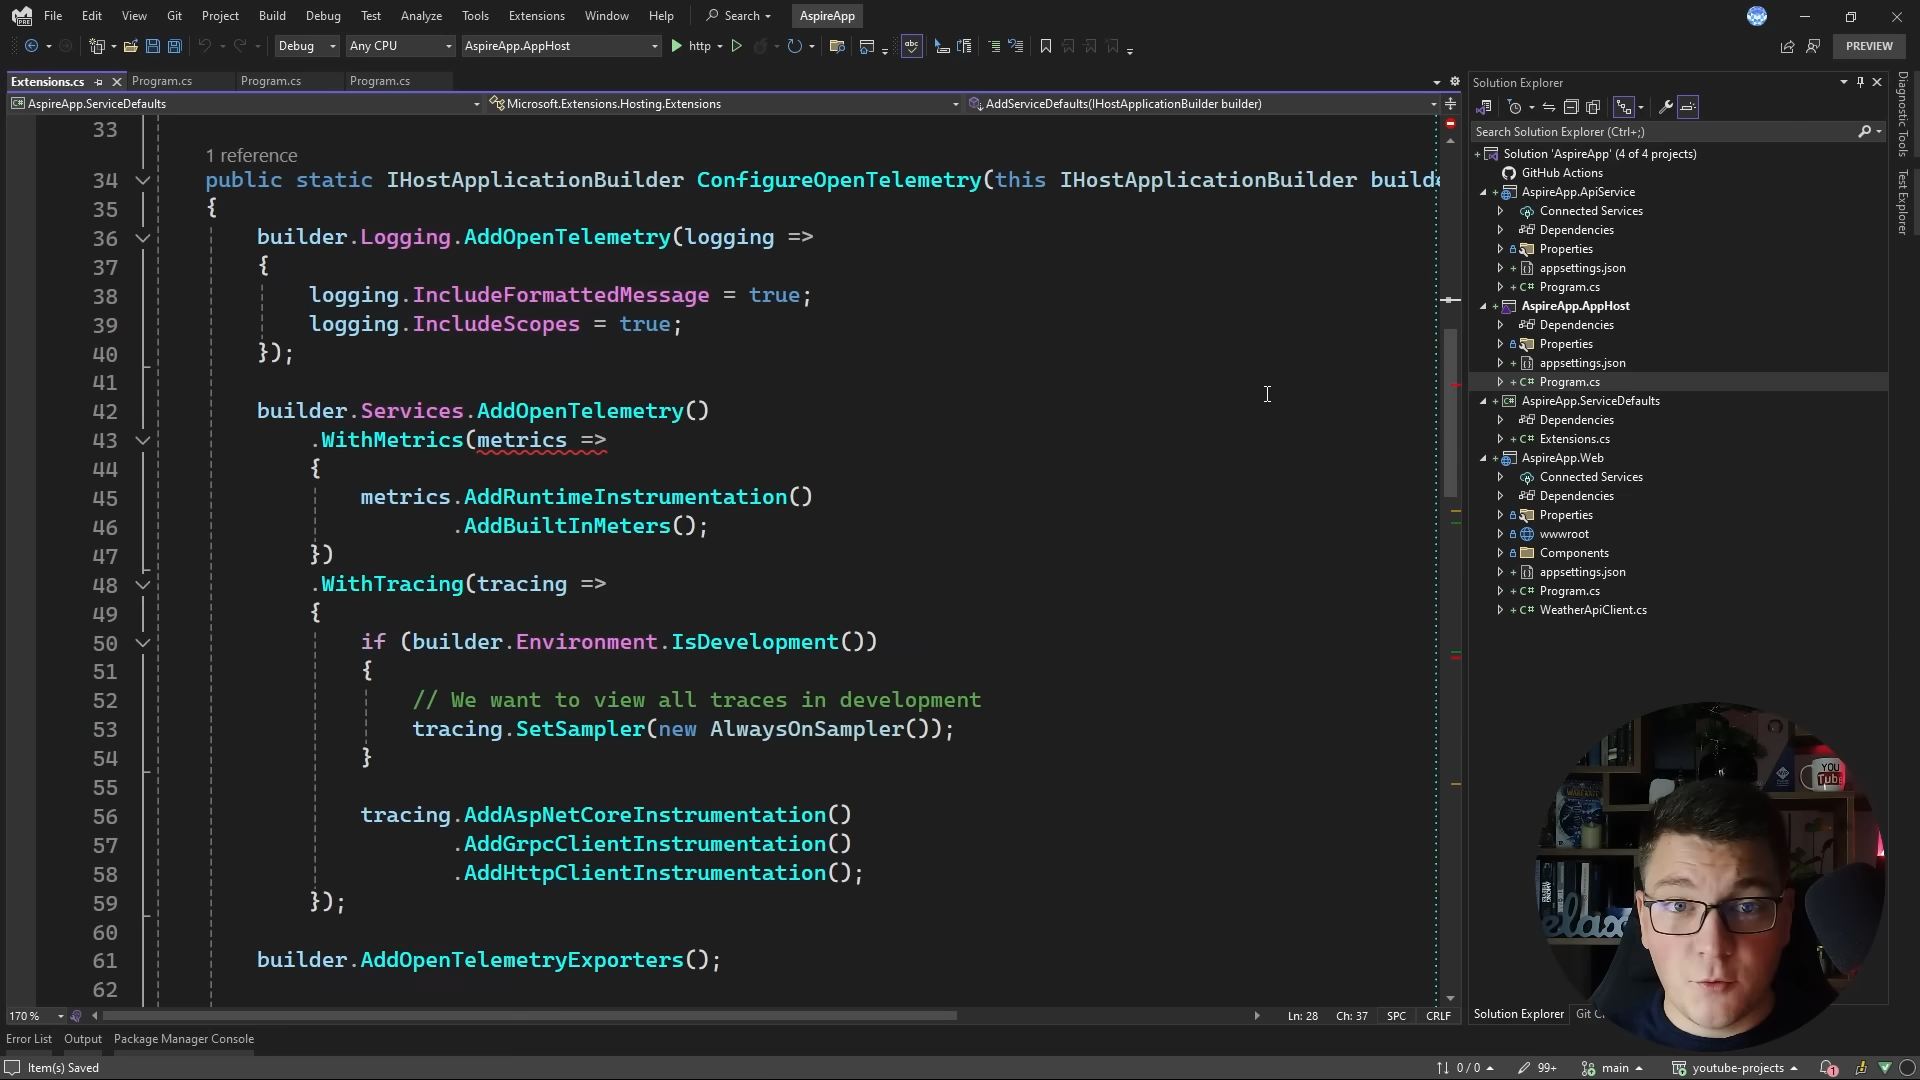 File Edit View Git Project Build Debug Test Analyze Tools Extensions Window Help Search AspireApp
Debug Any CPU AspireApp.AppHost http PREVIEW
Extensions.cs Program.cs Program.cs Program.cs
AspireApp.ServiceDefaults Microsoft.Extensions.Hosting.Extensions AddServiceDefaults(IHostApplicationBuilder builder)
33
1 reference
34 public static IHostApplicationBuilder ConfigureOpenTelemetry(this IHostApplicationBuilder builde
35 {
36 builder.Logging.AddOpenTelemetry(logging =>
37 {
38 logging.IncludeFormattedMessage = true;
39 logging.IncludeScopes = true;
40 });
41
42 builder.Services.AddOpenTelemetry()
43 .WithMetrics(metrics =>
44 {
45 metrics.AddRuntimeInstrumentation()
46 .AddBuiltInMeters();
47 })
48 .WithTracing(tracing =>
49 {
50 if (builder.Environment.IsDevelopment())
51 {
52 // We want to view all traces in development
53 tracing.SetSampler(new AlwaysOnSampler());
54 }
55
56 tracing.AddAspNetCoreInstrumentation()
57 .AddGrpcClientInstrumentation()
58 .AddHttpClientInstrumentation();
59 });
60
61 builder.AddOpenTelemetryExporters();
62
170 % Ln: 28 Ch: 37 SPC CRLF
Error List Output Package Manager Console
Item(s) Saved 0 / 0 99+ main youtube-projects 1
Solution Explorer
Search Solution Explorer (Ctrl+;)
Solution 'AspireApp' (4 of 4 projects)
GitHub Actions
AspireApp.ApiService
Connected Services
Dependencies
Properties
appsettings.json
C# Program.cs
AspireApp.AppHost
Dependencies
Properties
appsettings.json
C# Program.cs
AspireApp.ServiceDefaults
Dependencies
C# Extensions.cs
AspireApp.Web
Connected Services
Dependencies
Properties
wwwroot
Components
appsettings.json
C# Program.cs
C# WeatherApiClient.cs
Solution Explorer Git C
Diagnostic Tools
Test Explorer
YOU
Tube
relax